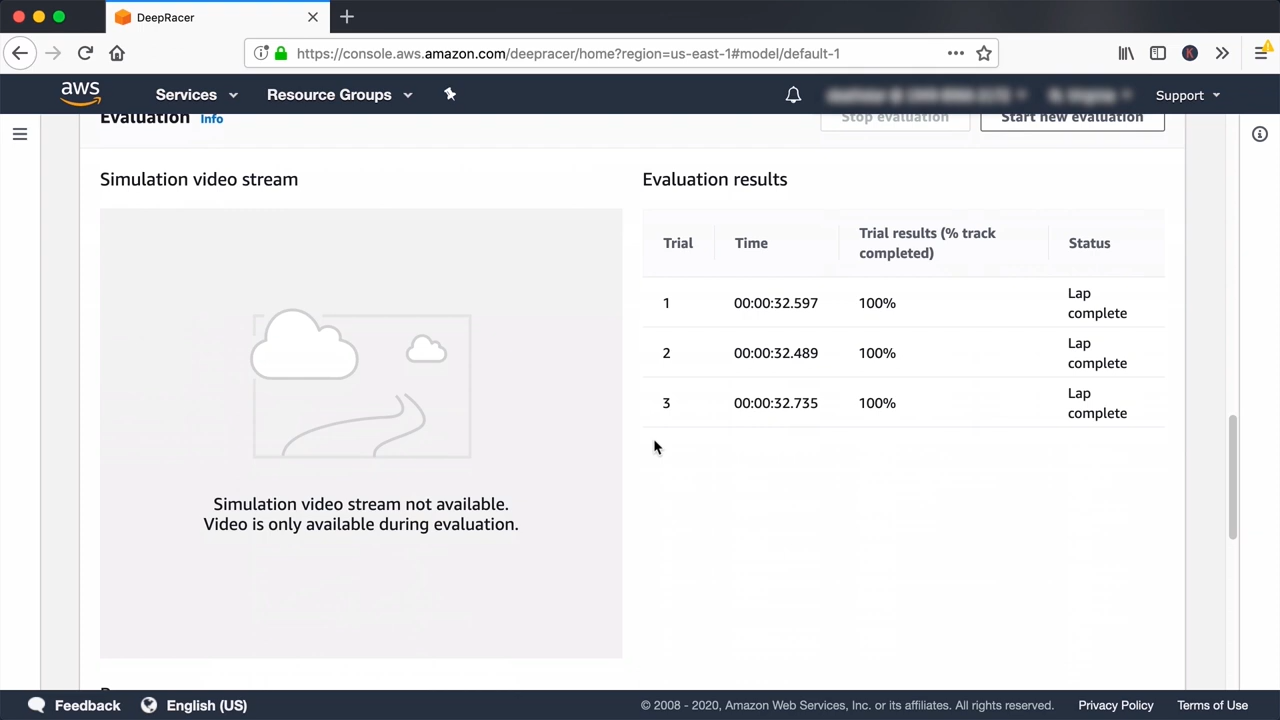 DeepRacer
https://console.aws.amazon.com/deepracer/home?region=us-east-1#model/default-1
K
aws
Services
Resource Groups
Support
Evaluation
Info
Stop evaluation
Start new evaluation
Simulation video stream
Simulation video stream not available.
Video is only available during evaluation.
Evaluation results
Trial
Time
Trial results (% track
completed)
Status
1
00:00:32.597
100%
Lap
complete
2
00:00:32.489
100%
Lap
complete
3
00:00:32.735
100%
Lap
complete
Feedback
English (US)
© 2008 - 2020, Amazon Web Services, Inc. or its affiliates. All rights reserved.
Privacy Policy
Terms of Use